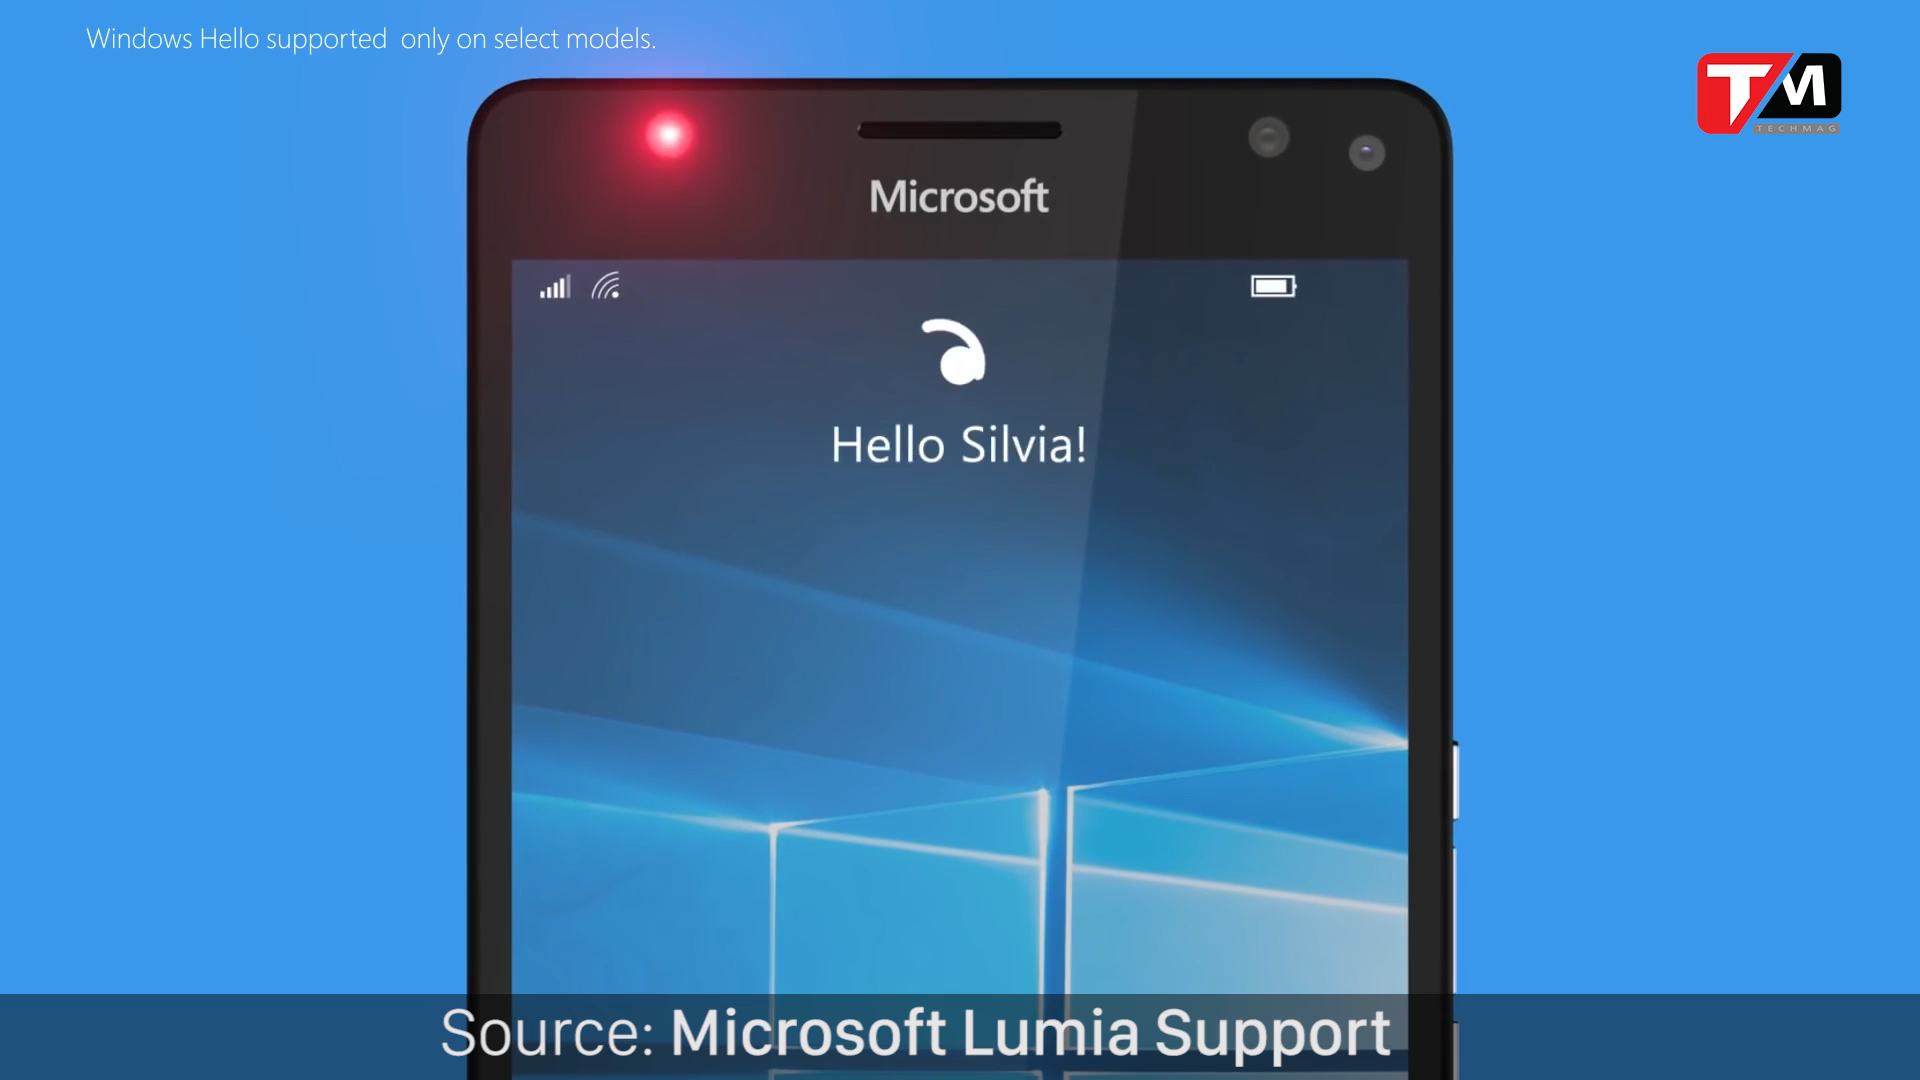 Windows Hello supported  only on select models.
TM
TECHMAG
Microsoft
Hello Silvia!
Source: Microsoft Lumia Support